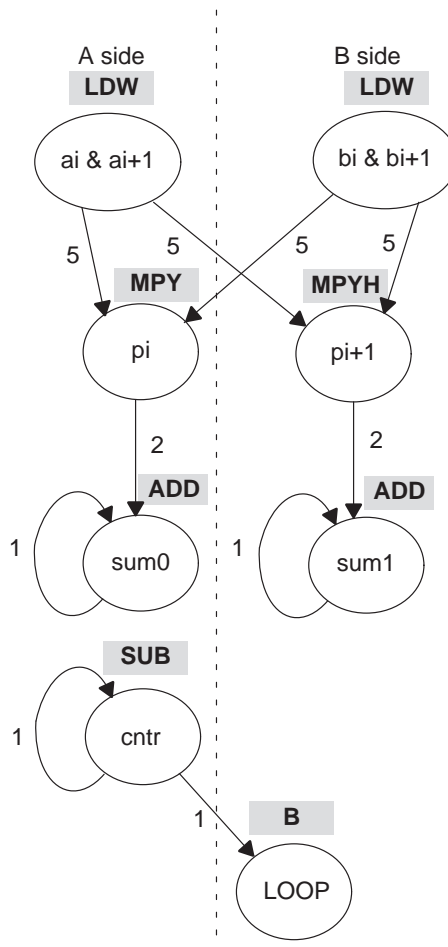 A side
B side
LDW
LDW
ai & ai+1
bi & bi+1
5
5
5
5
MPY
MPYH
pi
pi+1
2
2
ADD
ADD
1
sum0
1
sum1
SUB
1
cntr
1
B
LOOP